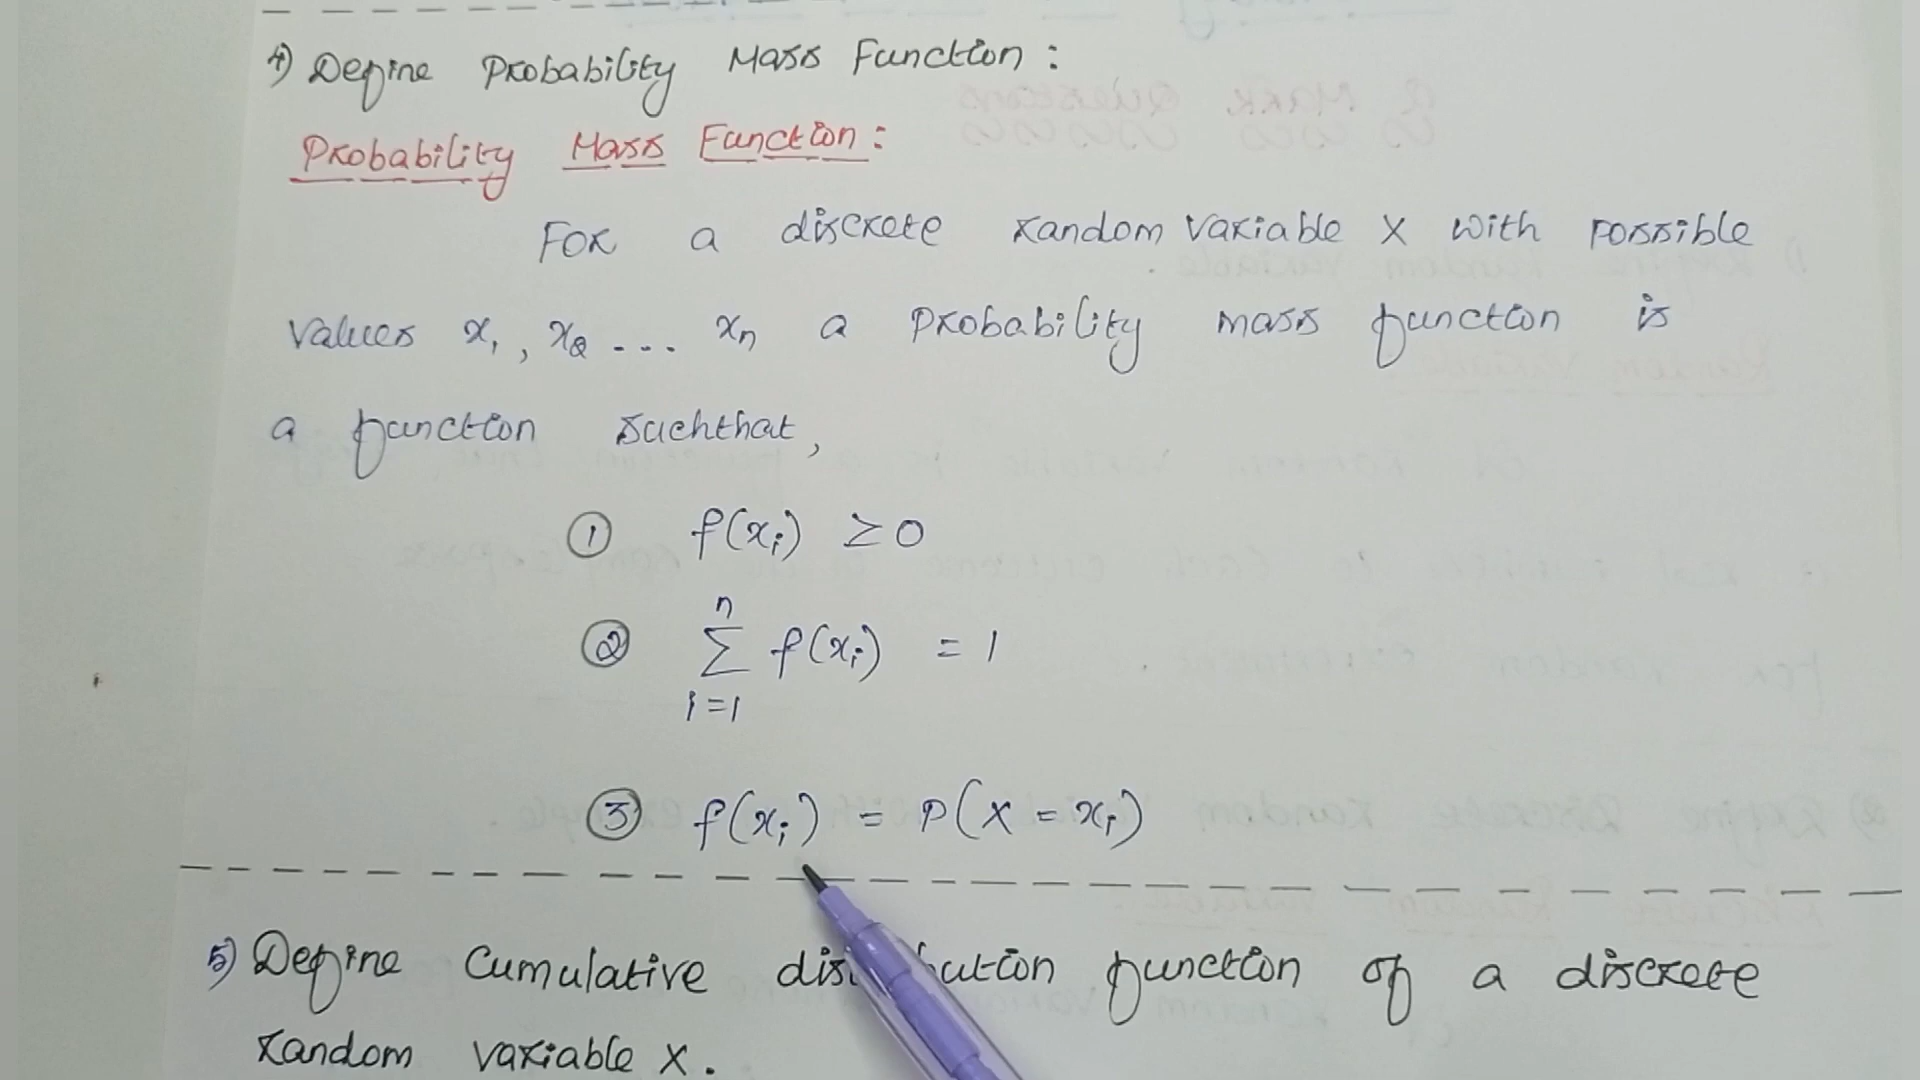 4) Define Probability Mass Function :
Probability Mass Function :
For a discrete random variable X with possible
values x₁, x₂ --- xₙ a probability mass function is
a function suchthat,
① f(xᵢ) ≥ 0
② n Σ i=1 f(xᵢ) = 1
③ f(xᵢ) = P(X = xᵢ)
5) Define Cumulative function of a discrete
random variable X.